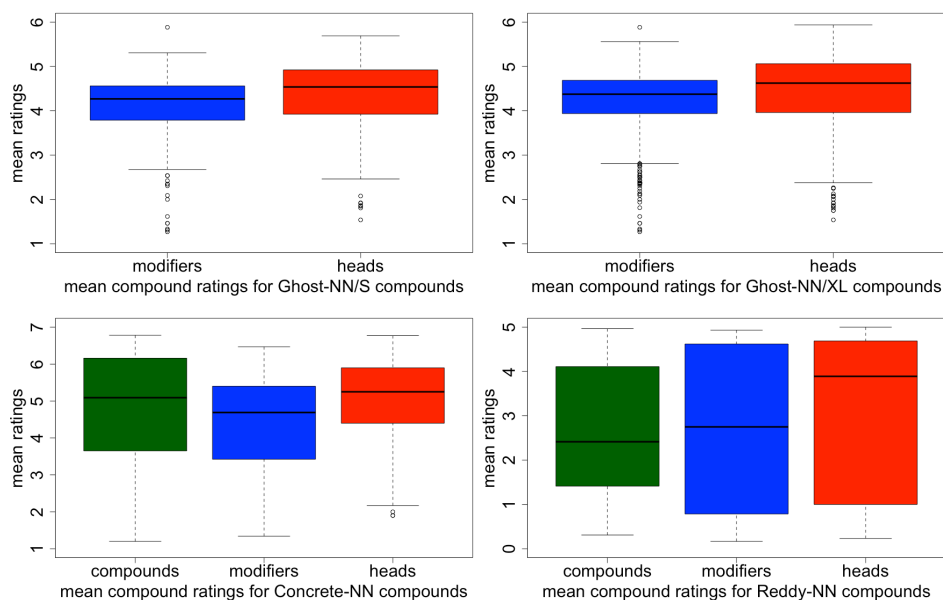 6
5
4
3
2
1
mean ratings
modifiers heads
mean compound ratings for Ghost-NN/S compounds
6
5
4
3
2
1
mean ratings
modifiers heads
mean compound ratings for Ghost-NN/XL compounds
7
6
5
4
3
2
1
mean ratings
compounds modifiers heads
mean compound ratings for Concrete-NN compounds
5
4
3
2
1
0
mean ratings
compounds modifiers heads
mean compound ratings for Reddy-NN compounds